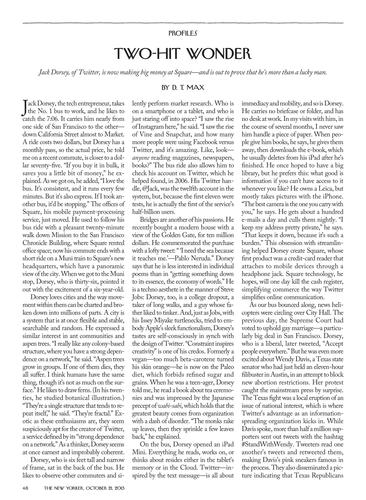 PROFILES
TWO-HIT WONDER
Jack Dorsey, of Twitter, is now making big money at Square—and is out to prove that he's more than a lucky man.
BY D. T. MAX
Jack Dorsey, the tech entrepreneur, takes
the No. 1 bus to work, and he likes to
catch the 7:06. It carries him nearly from
one side of San Francisco to the other—
down California Street almost to Market.
A ride costs two dollars, but Dorsey has a
monthly pass, so the actual price, he told
me on a recent commute, is closer to a dol-
lar seventy-five. "If you buy it in bulk, it
saves you a little bit of money," he ex-
plained. As we got on, he added, "I love the
bus. It's consistent, and it runs every few
minutes. But it's also express. If I took an-
other bus, it'd be stopping." The offices of
Square, his mobile payment-processing
service, just moved. He used to follow his
bus ride with a pleasant twenty-minute
walk down Mission to the San Francisco
Chronicle Building, where Square rented
office space; now his commute ends with a
short ride on a Muni train to Square's new
headquarters, which have a panoramic
view of the city. When we got to the Muni
stop, Dorsey, who is thirty-six, pointed it
out with the excitement of a six-year-old.
Dorsey loves cities and the way move-
ment within them can be charted and bro-
ken down into millions of parts. A city is
a system that is at once flexible and stable,
searchable and random. He expressed a
similar interest in communities and
aspen trees. "I really like any colony-based
structure, where you have a strong depen-
dence on a network," he said. "Aspen trees
grow in groups. If one of them dies, they
all suffer. I think humans have the same
thing, though it's not as much on the sur-
face." He likes to draw ferns. (In his twen-
ties, he studied botanical illustration.)
"They're a single structure that tends to re-
peat itself," he said. "They're fractal." Ex-
otic as these enthusiasms are, they seem
suspiciously apt for the creator of Twitter,
a service defined by its "strong dependence
on a network." As a thinker, Dorsey seems
at once earnest and improbably coherent.
Dorsey, who is six feet tall and narrow
of frame, sat in the back of the bus. He
likes to observe other commuters and si-
lently perform market research. Who is
on a smartphone or a tablet, and who is
just staring off into space? "I saw the rise
of Instagram here," he said. "I saw the rise
of Vine and Snapchat, and how many
more people were using Facebook versus
Twitter, and it's amazing. Like, look—
anyone reading magazines, newspapers,
books?" The bus ride also allows him to
check his account on Twitter, which he
helped found, in 2006. His Twitter han-
dle, @Jack, was the twelfth account in the
system, but, because the first eleven were
tests, he is actually the first of the service's
half-billion users.
Bridges are another of his passions. He
recently bought a modern house with a
view of the Golden Gate, for ten million
dollars. He commemorated the purchase
with a lofty tweet: " 'I need the sea because
it teaches me.'—Pablo Neruda." Dorsey
says that he is less interested in individual
poems than in "getting something down
to its essence, the economy of words." He
is a techno aesthete in the manner of Steve
Jobs: Dorsey, too, is a college dropout, a
taker of long walks, and a guy whose fa-
ther liked to tinker. And, just as Jobs, with
his Issey Miyake turtlenecks, tried to em-
body Apple's sleek functionalism, Dorsey's
tastes are self-consciously in synch with
the design of Twitter. "Constraint inspires
creativity" is one of his credos. Formerly a
vegan—too much beta-carotene turned
his skin orange—he is now on the Paleo
diet, which forbids refined sugar and
grains. When he was a teen-ager, Dorsey
told me, he read a book about tea ceremo-
nies and was impressed by the Japanese
precept of wabi-sabi, which holds that the
greatest beauty comes from organization
with a dash of disorder. "The monks rake
up leaves, then they sprinkle a few leaves
back," he explained.
On the bus, Dorsey opened an iPad
Mini. Everything he reads, works on, or
thinks about resides either in the tablet's
memory or in the Cloud. Twitter—in-
spired by the text message—is all about
immediacy and mobility, and so is Dorsey.
He carries no briefcase or folder, and has
no desk at work. In my visits with him, in
the course of several months, I never saw
him handle a piece of paper. When peo-
ple give him books, he says, he gives them
away, then downloads the e-book, which
he usually deletes from his iPad after he's
finished. He once hoped to have a big
library, but he prefers this: what good is
information if you can't have access to it
whenever you like? He owns a Leica, but
mostly takes pictures with the iPhone.
"The best camera is the one you carry with
you," he says. He gets about a hundred
e-mails a day and culls them nightly. "I
keep my address pretty private," he says.
"That keeps it down, because it's such a
burden." This obsession with streamlin-
ing helped Dorsey create Square, whose
first product was a credit-card reader that
attaches to mobile devices through a
headphone jack. Square technology, he
hopes, will one day kill the cash register,
simplifying commerce the way Twitter
simplifies online communication.
As our bus bounced along, news heli-
copters were circling over City Hall. The
previous day, the Supreme Court had
voted to uphold gay marriage—a particu-
larly big deal in San Francisco. Dorsey,
who is a liberal, later tweeted, "Accept
people everywhere." But he was even more
excited about Wendy Davis, a Texas state
senator who had just held an eleven-hour
filibuster in Austin, in an attempt to block
new abortion restrictions. Her protest
caught the mainstream press by surprise.
The Texas fight was a local eruption of an
issue of national interest, which is where
Twitter's advantage as an information-
spreading organization kicks in. While
Davis spoke, more than half a million sup-
porters sent out tweets with the hashtag
#StandWithWendy. Tweeters read one
another's tweets and retweeted them,
making Davis's pink sneakers famous in
the process. They also disseminated a pic-
ture indicating that Texas Republicans
48 THE NEW YORKER, OCTOBER 21, 2013